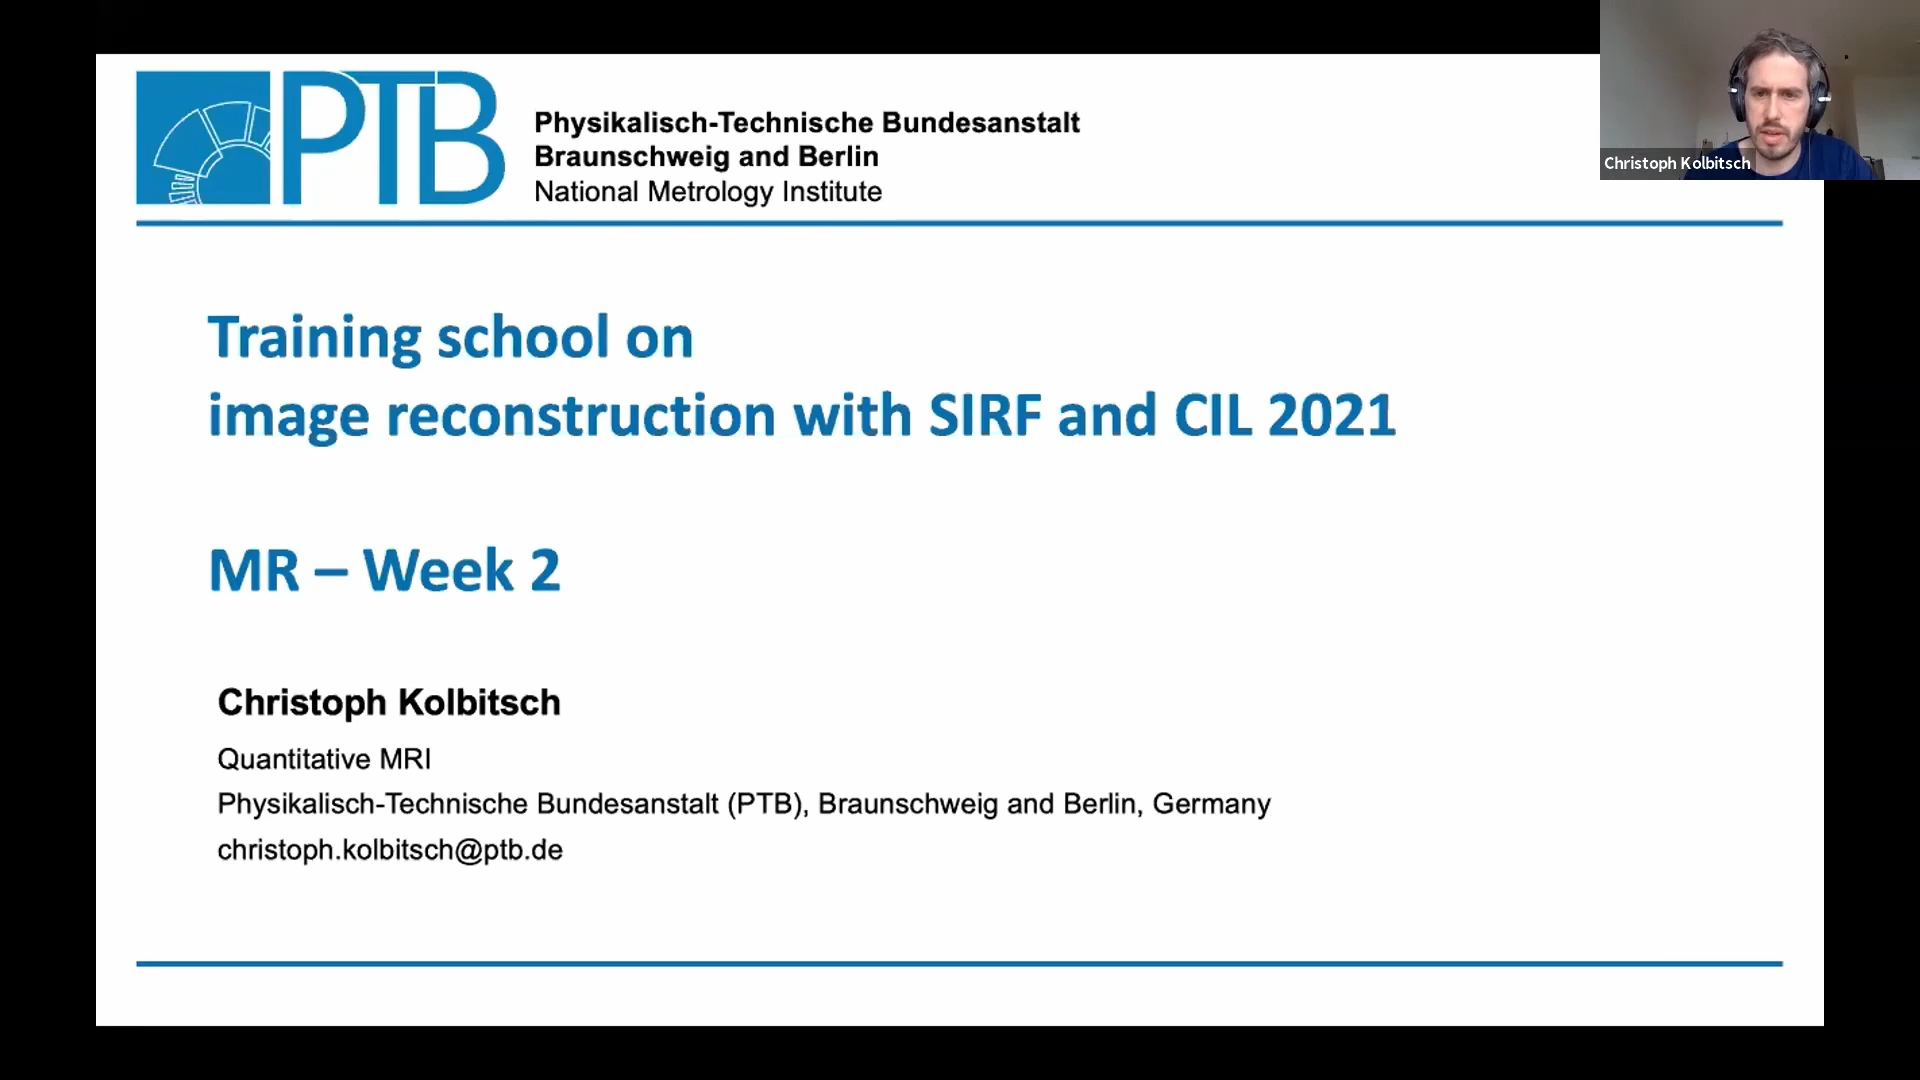 PTB
Physikalisch-Technische Bundesanstalt
Braunschweig and Berlin
National Metrology Institute
Christoph Kolbitsch
Training school on
image reconstruction with SIRF and CIL 2021
MR – Week 2
Christoph Kolbitsch
Quantitative MRI
Physikalisch-Technische Bundesanstalt (PTB), Braunschweig and Berlin, Germany
christoph.kolbitsch@ptb.de